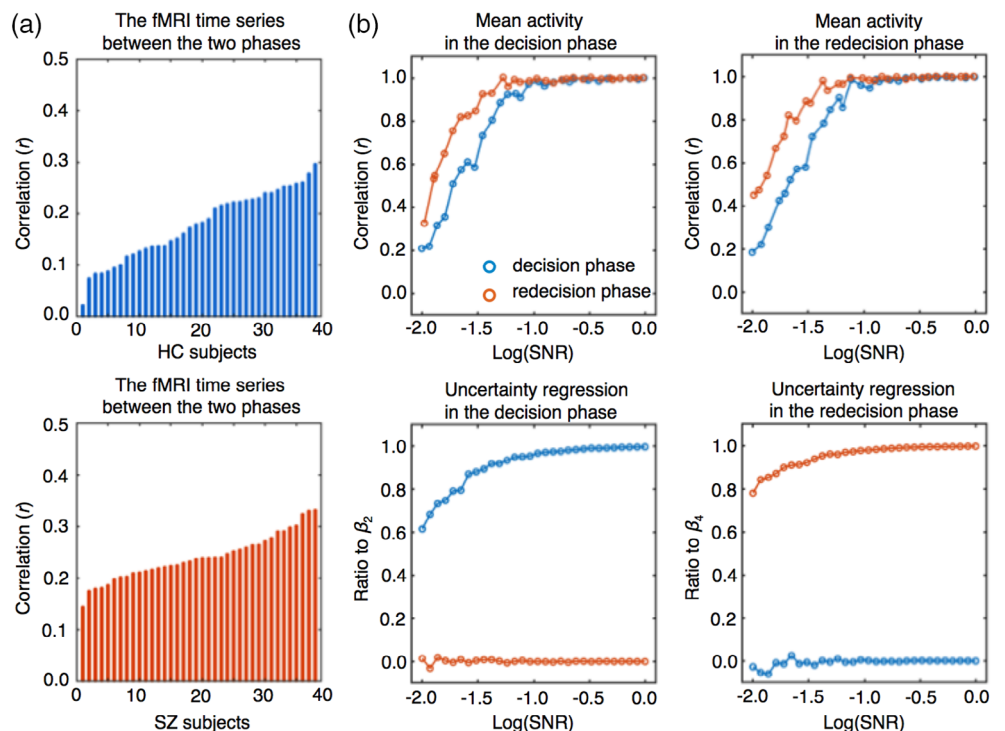 (a)
The fMRI time series
between the two phases
0.5
0.4
0.3
0.2
0.1
0.0
Correlation (r)
0 10 20 30 40
HC subjects
The fMRI time series
between the two phases
0.5
0.4
0.3
0.2
0.1
0.0
Correlation (r)
0 10 20 30 40
SZ subjects
(b)
Mean activity
in the decision phase
1.0
0.8
0.6
0.4
0.2
0.0
Correlation (r)
decision phase
redecision phase
-2.0 -1.5 -1.0 -0.5 0.0
Log(SNR)
Mean activity
in the redecision phase
1.0
0.8
0.6
0.4
0.2
0.0
Correlation (r)
-2.0 -1.5 -1.0 -0.5 0.0
Log(SNR)
Uncertainty regression
in the decision phase
1.0
0.8
0.6
0.4
0.2
0.0
Ratio to β2
-2.0 -1.5 -1.0 -0.5 0.0
Log(SNR)
Uncertainty regression
in the redecision phase
1.0
0.8
0.6
0.4
0.2
0.0
Ratio to β4
-2.0 -1.5 -1.0 -0.5 0.0
Log(SNR)